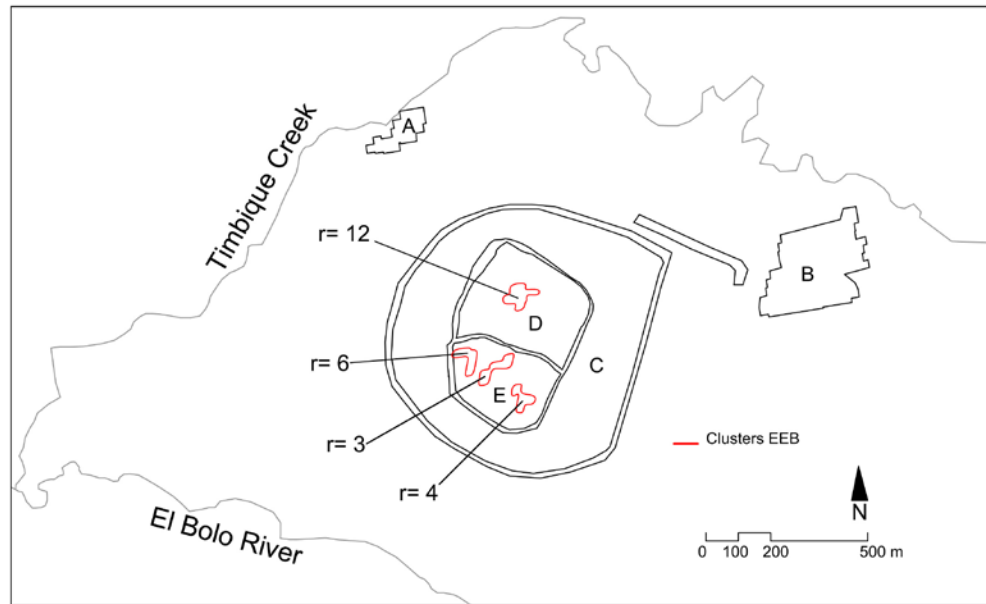 A
Timbique Creek
r= 12
B
D
C
r= 6
E
r= 3
Clusters EEB
r= 4
N
El Bolo River
0 100 200 500 m